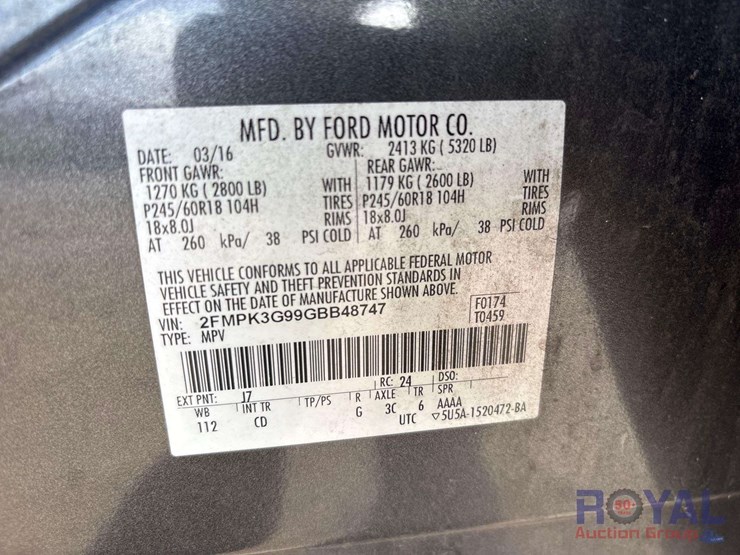 MFD. BY FORD MOTOR CO.
DATE: 03/16 GVWR: 2413 KG ( 5320 LB)
FRONT GAWR: REAR GAWR:
1270 KG ( 2800 LB) WITH 1179 KG ( 2600 LB) WITH
P245/60R18 104H TIRES P245/60R18 104H TIRES
18x8.0J RIMS 18x8.0J RIMS
AT 260 kPa/ 38 PSI COLD AT 260 kPa/ 38 PSI COLD
THIS VEHICLE CONFORMS TO ALL APPLICABLE FEDERAL MOTOR
VEHICLE SAFETY AND THEFT PREVENTION STANDARDS IN
EFFECT ON THE DATE OF MANUFACTURE SHOWN ABOVE.
VIN: 2FMPK3G99GBB48747 F0174
TYPE: MPV T0459
EXT PNT: J7 RC: 24 DSO:
WB INT TR TP/PS R AXLE TR SPR
112 CD G 3C 6 AAAA
UTC ▽5U5A-1520472-BA
ROYAL
Auction Group